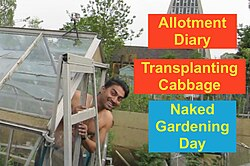 Allotment
Diary
Transplanting
Cabbage
Naked
Gardening
Day